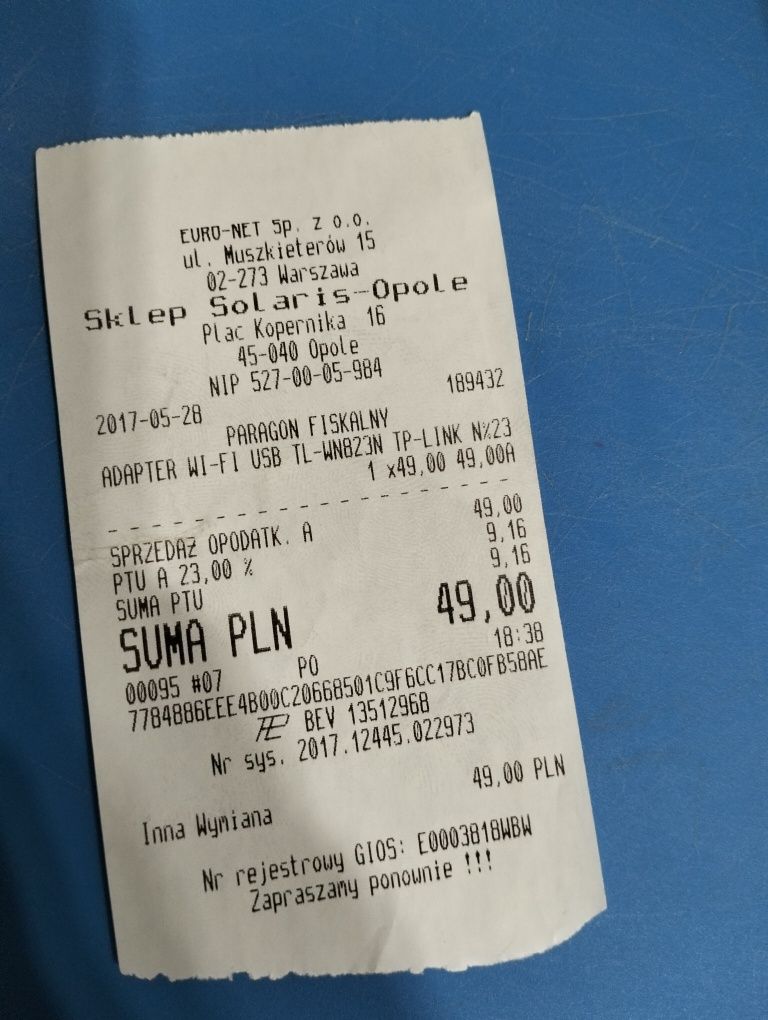 EURO-NET Sp. Z o.o.
ul. Muszkieterów 15
02-273 Warszawa
Sklep Solaris-Opole
Plac Kopernika 16
45-040 Opole
NIP 527-00-05-984
2017-05-28 189432
PARAGON FISKALNY
ADAPTER WI-FI USB TL-WN823N TP-LINK N%23
1 x49,00 49,00A
SPRZEDAŻ OPODATK. A 49,00
PTU A 23,00 % 9,16
SUMA PTU 9,16
SUMA PLN 49,00
00095 #07 PO 18:38
7784886EEE4B00C20668501C9F6CC17BC0FB58AE
BEV 13512968
Nr sys. 2017.12445.022973
49,00 PLN
Inna Wymiana
Nr rejestrowy GIOS: E0003818WBW
Zapraszamy ponownie !!!